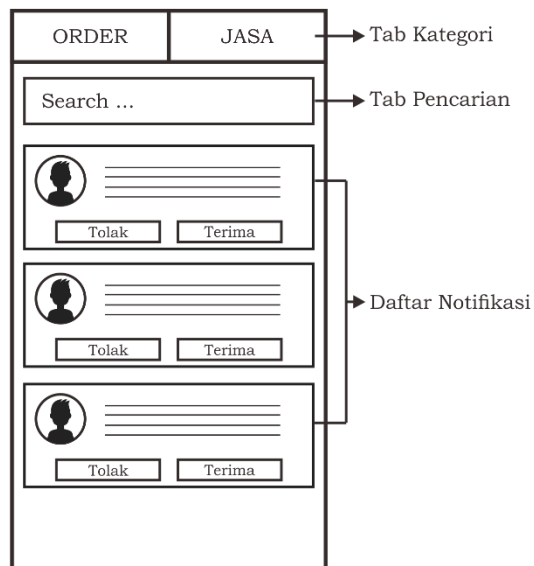 ORDER JASA Tab Kategori
Search ... Tab Pencarian
Tolak Terima
Daftar Notifikasi
Tolak Terima
Tolak Terima